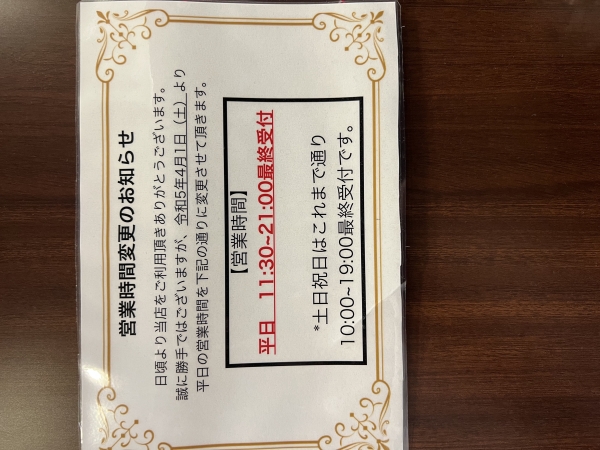 営業時間変更のお知らせ
日頃より当店をご利用頂きありがとうございます。
誠に勝手ではございますが、令和5年4月1日（土）より
平日の営業時間を下記の通りに変更させて頂きます。
【営業時間】
平日　11:30~21:00最終受付
*土日祝日はこれまで通り
10:00~19:00最終受付です。